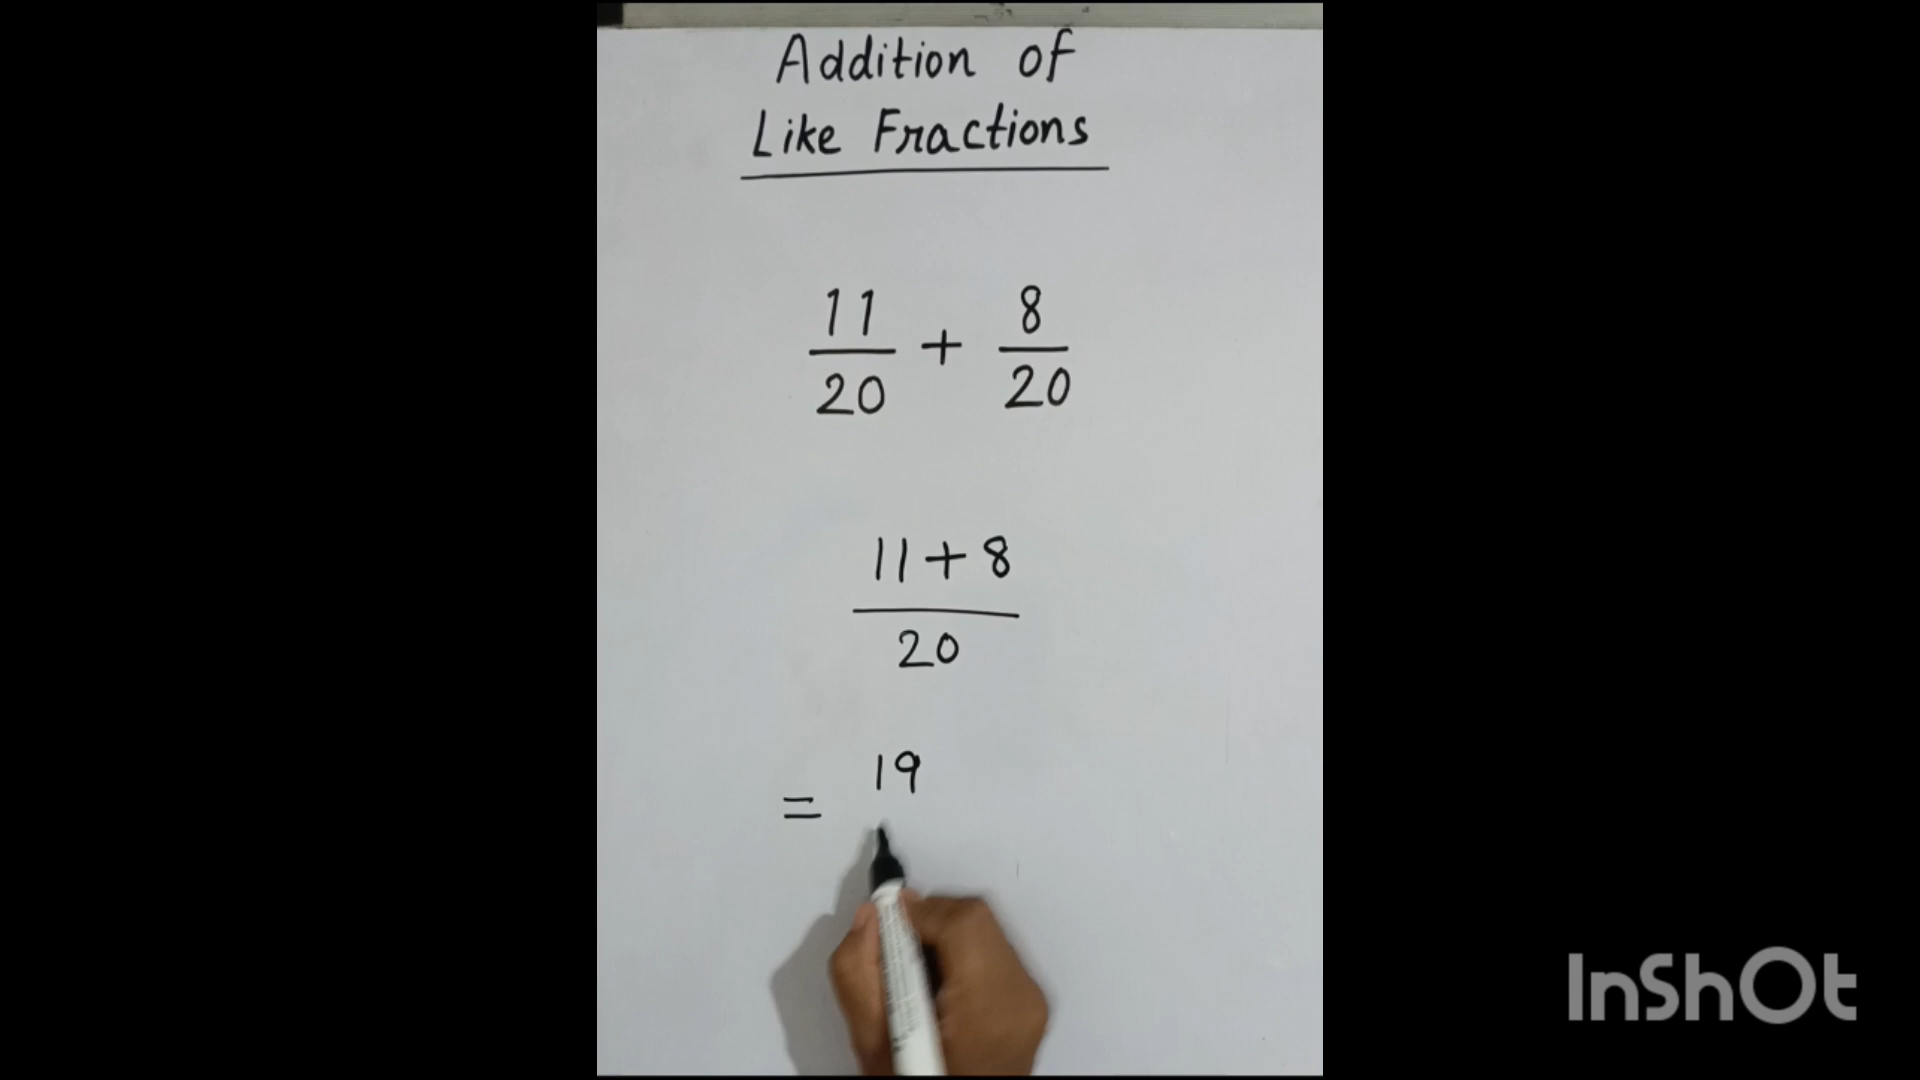 Addition of
Like Fractions
11/20 + 8/20
11+8
20
= 19
InShOt